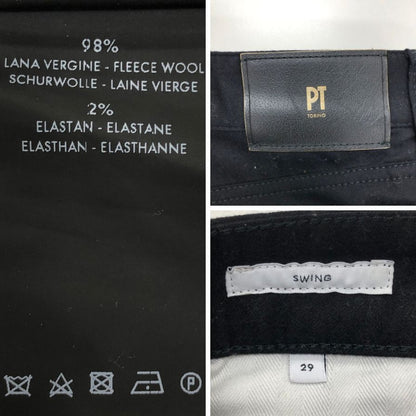 98%
LANA VERGINE - FLEECE WOOL
SCHURWOLLE - LAINE VIERGE
2%
ELASTAN - ELASTANE
ELASTHAN - ELASTHANNE
P
PT
TORINO
SWING
29